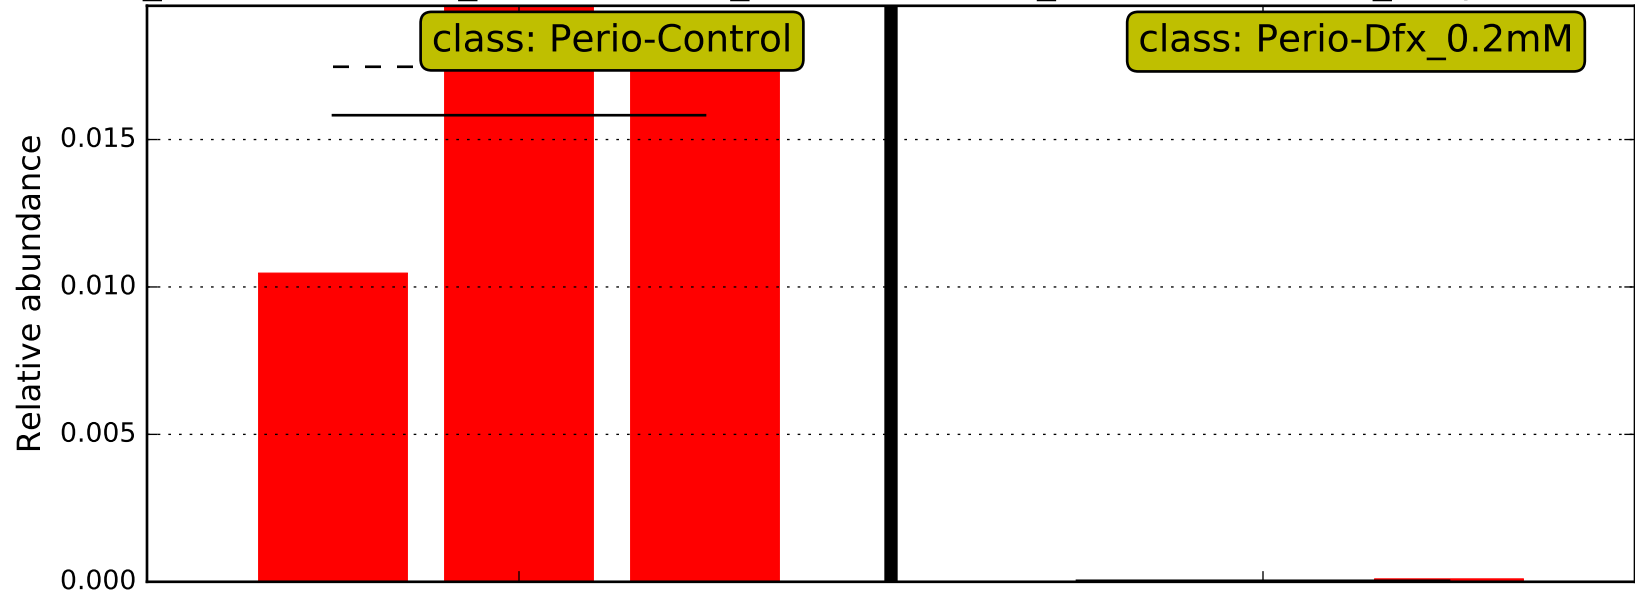 class: Perio-Control
class: Perio-Dfx_0.2mM
Relative abundance
0.015
0.010
0.005
0.000